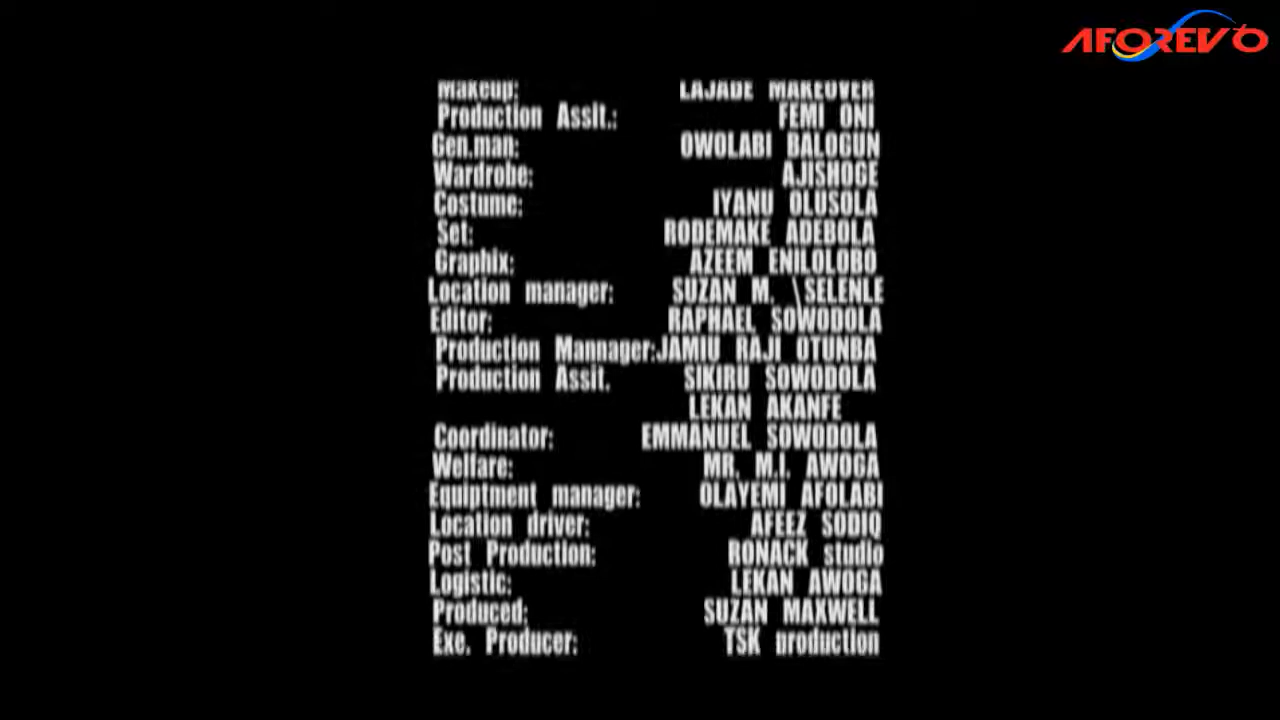 AFOREVO
Makeup: LAJADE MAKEOVER
Production Assit.: FEMI ONI
Gen.man: OWOLABI BALOGUN
Wardrobe: AJISHOGE
Costume: IYANU OLUSOLA
Set: RODEMAKE ADEBOLA
Graphix: AZEEM ENILOLOBO
Location manager: SUZAN M. \SELENLE
Editor: RAPHAEL SOWODOLA
Production Mannager:JAMIU RAJI OTUNBA
Production Assit. SIKIRU SOWODOLA
LEKAN AKANFE
Coordinator: EMMANUEL SOWODOLA
Welfare: MR. M.I. AWOGA
Equiptment manager: OLAYEMI AFOLABI
Location driver: AFEEZ SODIQ
Post Production: RONACK studio
Logistic: LEKAN AWOGA
Produced: SUZAN MAXWELL
Exe. Producer: TSK production